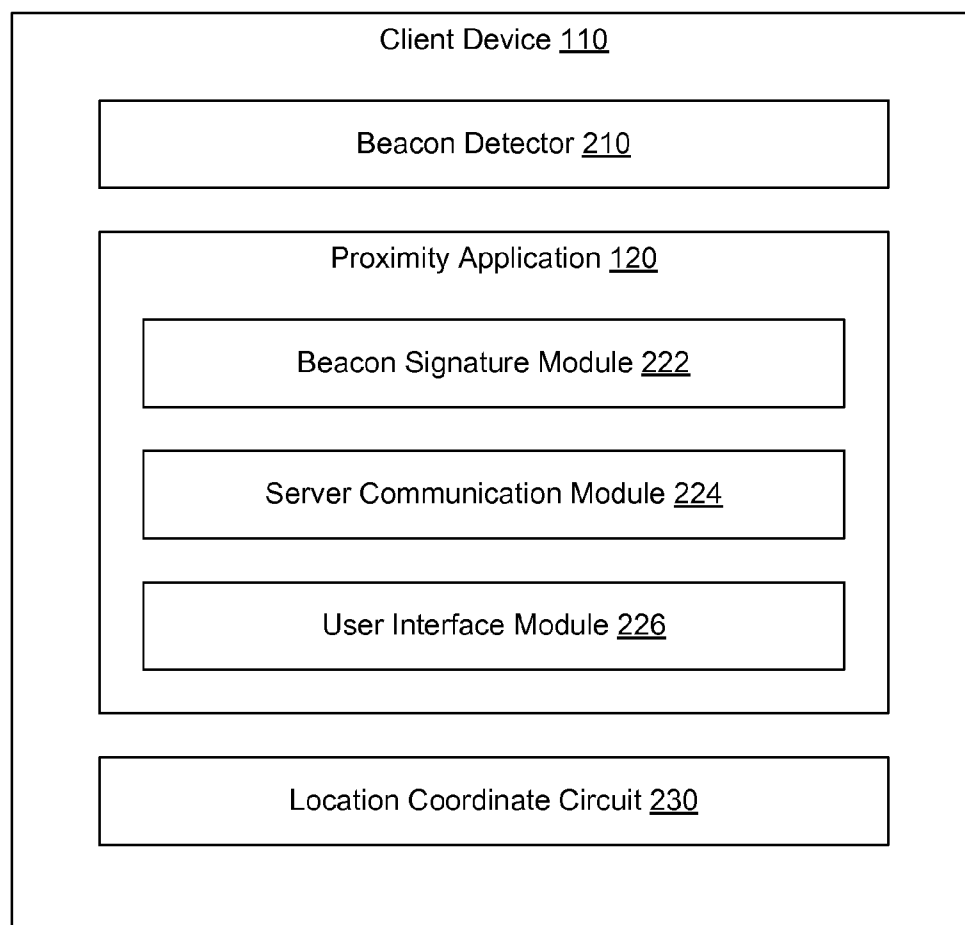 Client Device 110
Beacon Detector 210
Proximity Application 120
Beacon Signature Module 222
Server Communication Module 224
User Interface Module 226
Location Coordinate Circuit 230